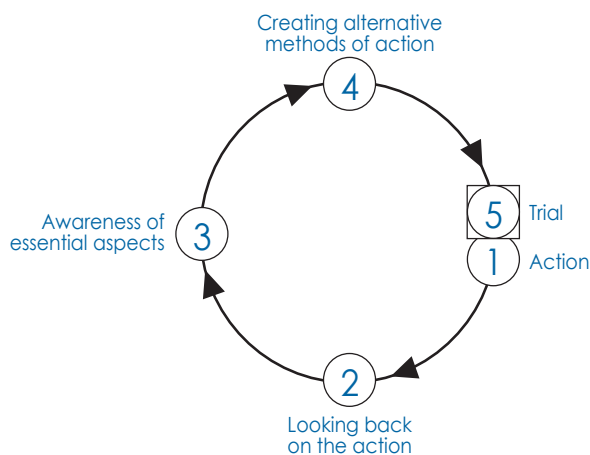 Creating alternative
methods of action
4
5
Trial
Awareness of
essential aspects
3
1
Action
2
Looking back
on the action